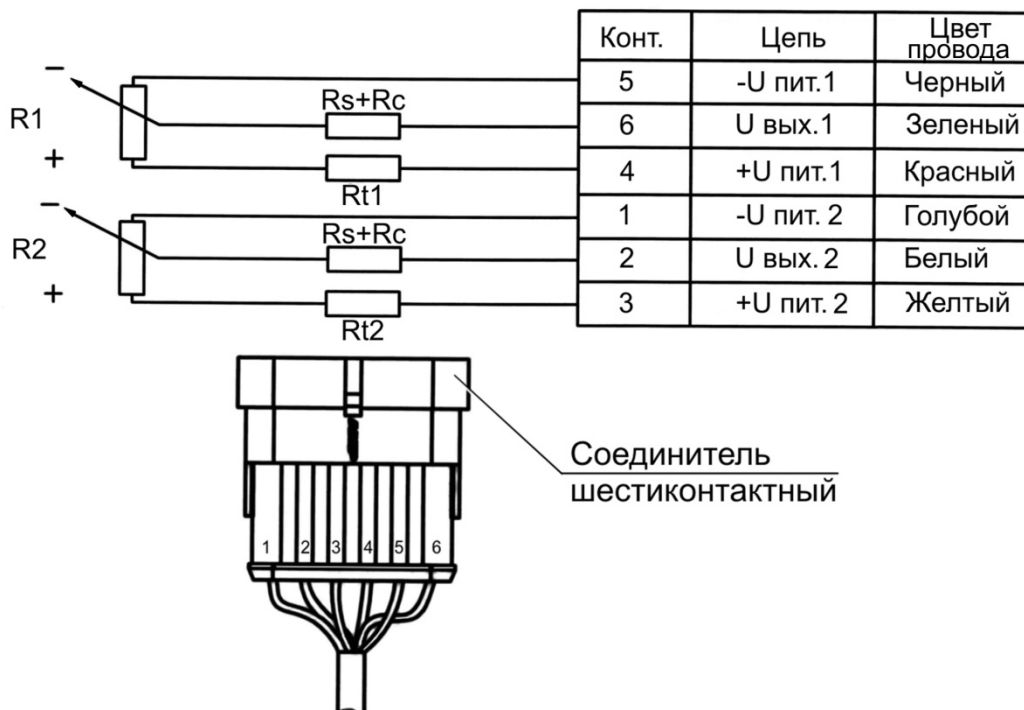 Конт. Цепь Цвет
провода
−
5 -U пит.1 Черный
R1 Rs+Rc
6 U вых.1 Зеленый
+
4 +U пит.1 Красный
Rt1
−
1 -U пит. 2 Голубой
R2 Rs+Rc
2 U вых. 2 Белый
+
3 +U пит. 2 Желтый
Rt2
Соединитель
шестиконтактный
1 2 3 4 5 6